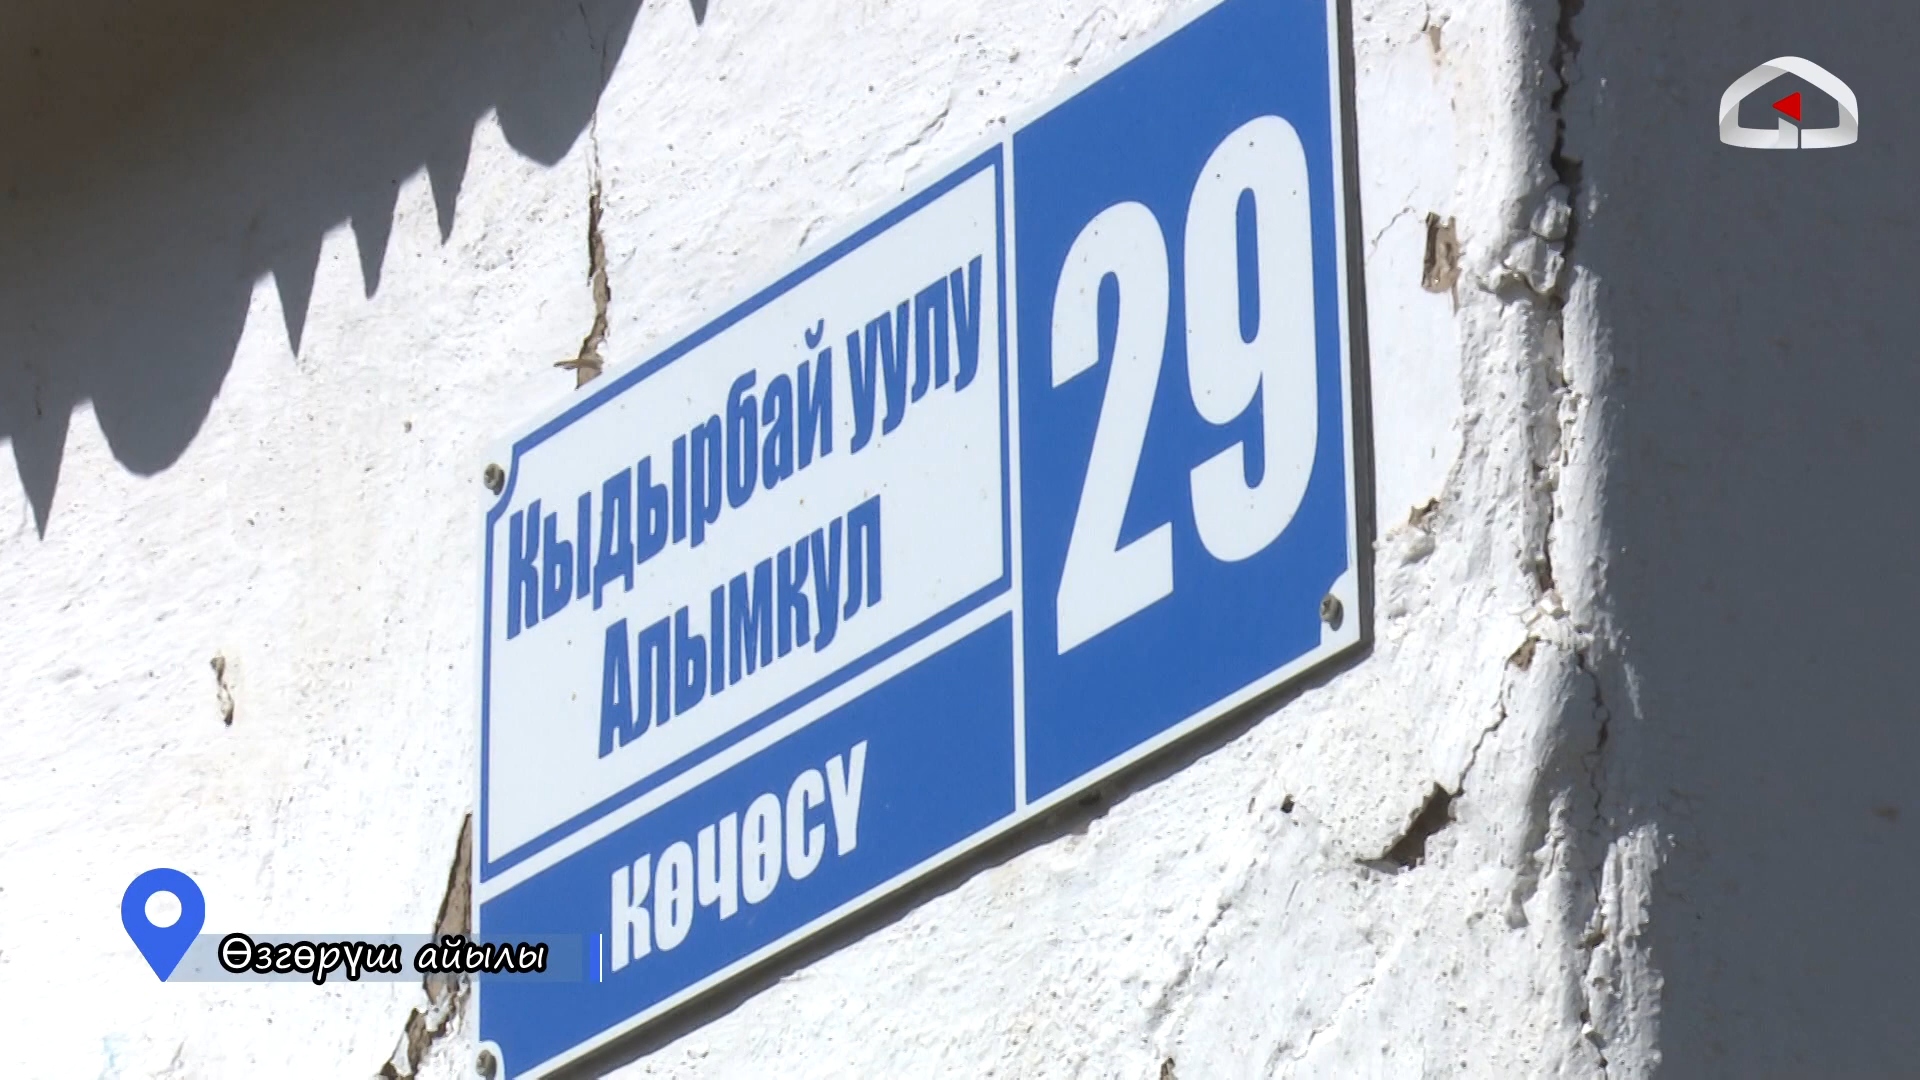 Кыдырбай уулу
Алымкул
көчөсү
29
Өзгөрүш айылы